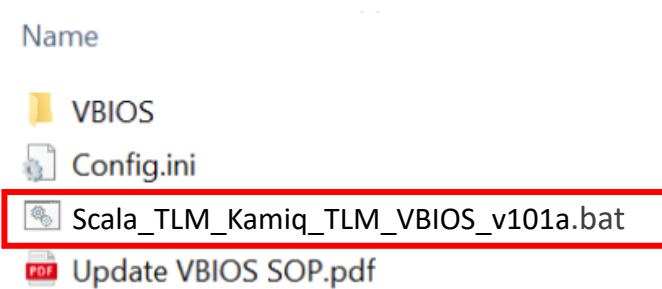 Name
VBIOS
Config.ini
Scala_TLM_Kamiq_TLM_VBIOS_v101a.bat
PDF
Update VBIOS SOP.pdf